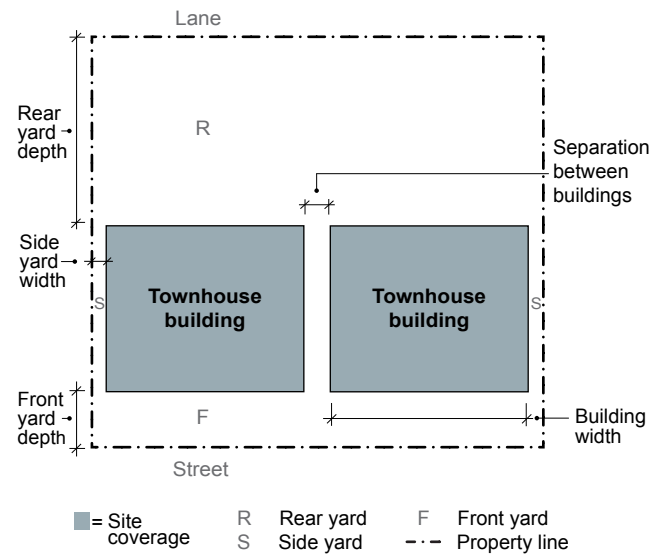 Lane
Rear
yard
depth
R
Separation
between
buildings
Side
yard
width
S
Townhouse
building
Townhouse
building
S
Front
yard
depth
F
Building
width
Street
= Site
coverage
R Rear yard
F Front yard
S Side yard
Property line